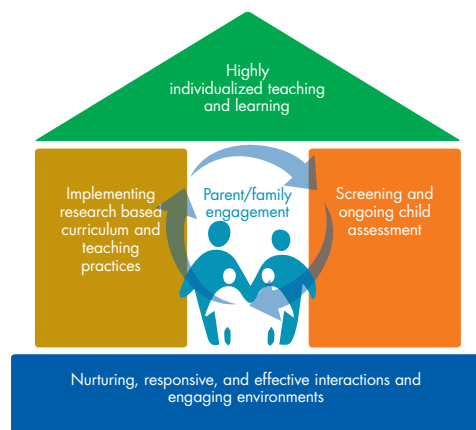 Highly
individualized teaching
and learning
Implementing
research based
curriculum and
teaching
practices
Parent/family
engagement
Screening and
ongoing child
assessment
Nurturing, responsive, and effective interactions and
engaging environments